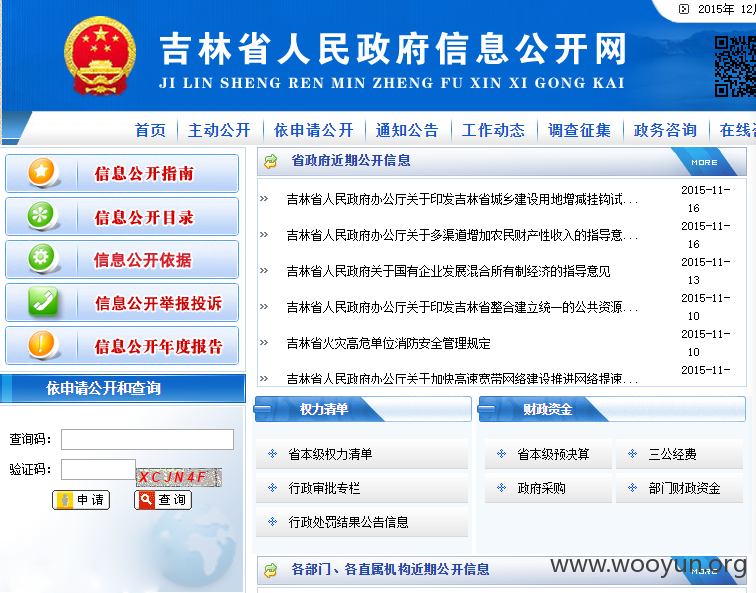 2015年 12月
吉林省人民政府信息公开网
JI LIN SHENG REN MIN ZHENG FU XIN XI GONG KAI
首页 主动公开 依申请公开 通知公告 工作动态 调查征集 政务咨询 在线
信息公开指南
信息公开目录
信息公开依据
信息公开举报投诉
信息公开年度报告
依申请公开和查询
查询码：
验证码： XCJN4F
申请 查询
省政府近期公开信息 MORE
吉林省人民政府办公厅关于印发吉林省城乡建设用地增减挂钩试... 2015-11-16
吉林省人民政府办公厅关于多渠道增加农民财产性收入的指导意... 2015-11-16
吉林省人民政府关于国有企业发展混合所有制经济的指导意见 2015-11-13
吉林省人民政府办公厅关于印发吉林省整合建立统一的公共资源... 2015-11-10
吉林省火灾高危单位消防安全管理规定 2015-11-10
吉林省人民政府办公厅关于加快高速宽带网络建设推进网络提速... 2015-11-
权力清单
省本级权力清单
行政审批专栏
行政处罚结果公告信息
财政资金
省本级预决算 三公经费
政府采购 部门财政资金
各部门、各直属机构近期公开信息 MORE
www.wooyun.org